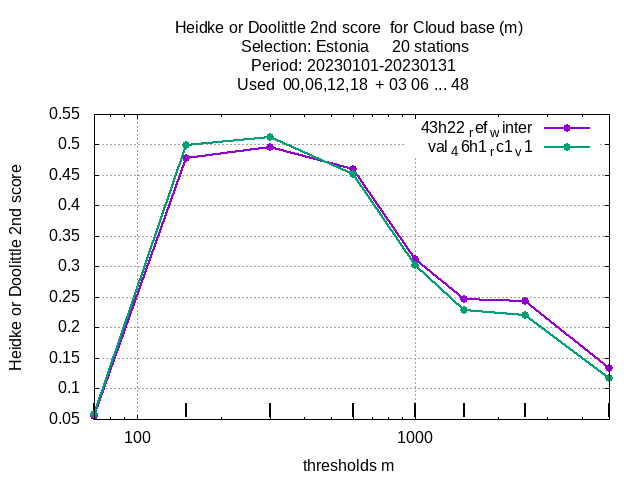 Heidke or Doolittle 2nd score  for Cloud base (m)
Selection: Estonia     20 stations
Period: 20230101-20230131
Used  00,06,12,18  + 03 06 ... 48
43h22ref_winter
val46h1rc1v1
0.55
0.5
0.45
0.4
0.35
0.3
0.25
0.2
0.15
0.1
0.05
Heidke or Doolittle 2nd score
100
1000
thresholds m